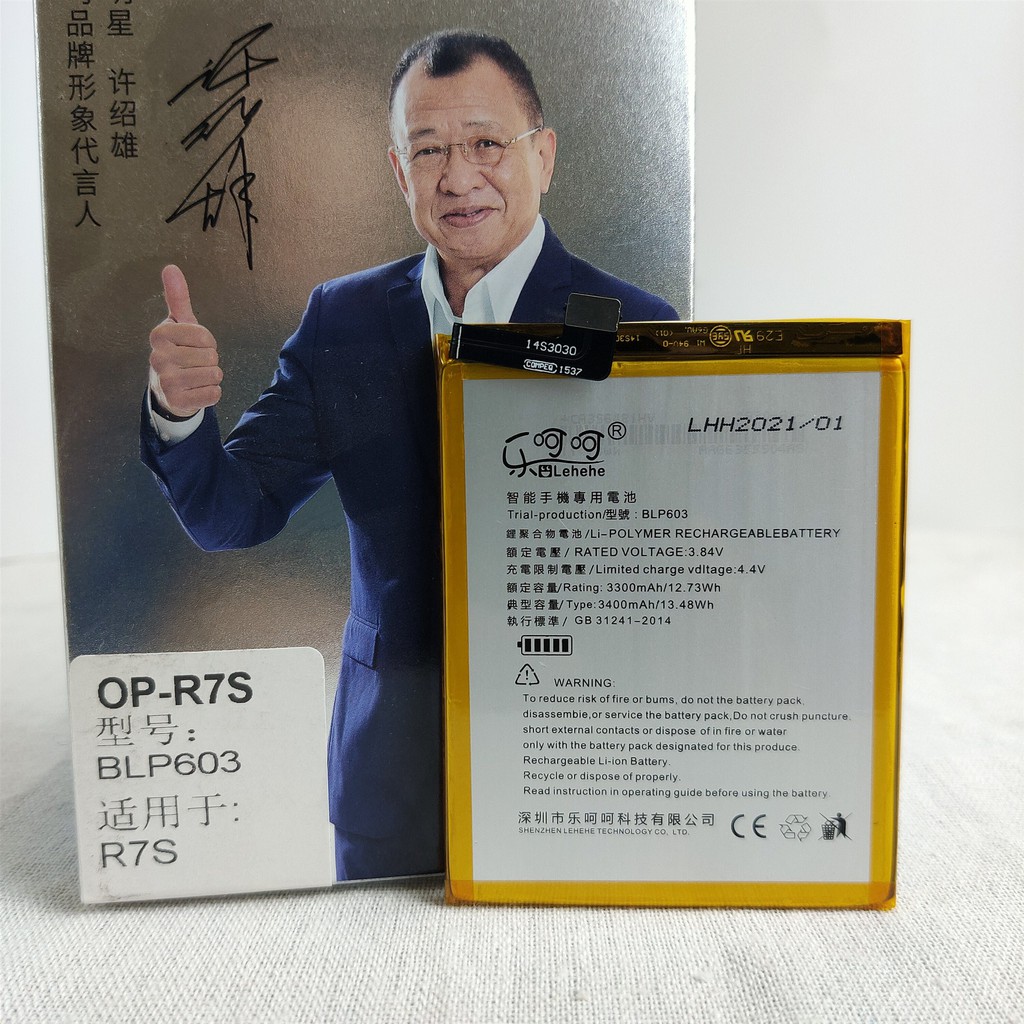 星 许绍雄
品牌形象代言人
许绍雄
14S3030
COMPEQ 1537
LHH2021/01
乐呵呵®
Lehehe
智能手機專用電池
Trial-production/型號 : BLP603
鋰聚合物電池/Li-POLYMER RECHARGEABLEBATTERY
額定電壓/ RATED VOLTAGE:3.84V
充電限制電壓/Limited charge vdltage:4.4V
額定容量/Rating: 3300mAh/12.73Wh
典型容量/ Type:3400mAh/13.48Wh
執行標準/ GB 31241-2014
WARNING:
To reduce risk of fire or bums, do not the battery pack,
disassembie,or service the battery pack,Do not crush puncture.
short external contacts or dispose of in fire or water
only with the battery pack designated for this produce.
Rechargeable Li-ion Battery.
Recycle or dispose of properly.
Read instruction in operating guide before using the battery.
深圳市乐呵呵科技有限公司
SHENZHEN LEHEHE TECHNOLOGY CO, LTD.
CE
OP-R7S
型号:
BLP603
适用于:
R7S